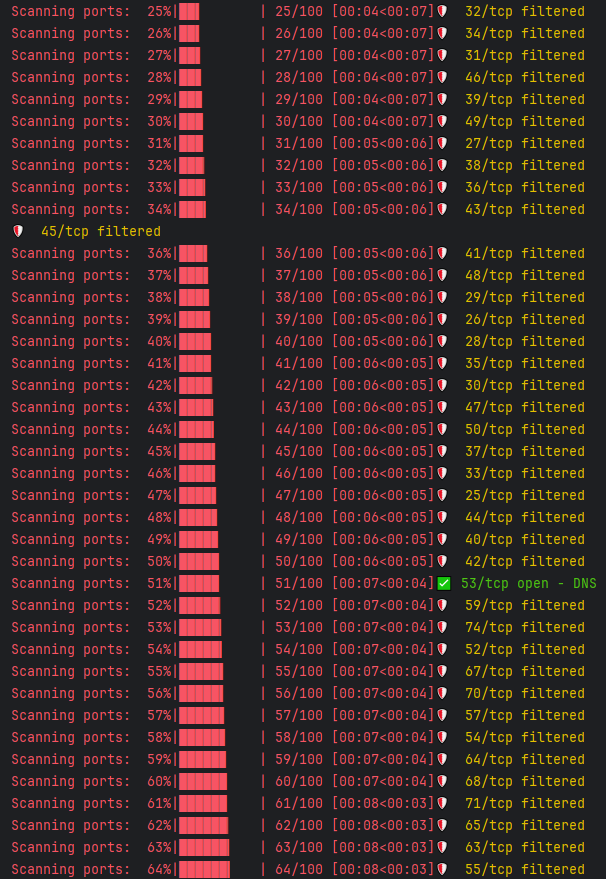 Scanning ports:  25%|███       | 25/100 [00:04<00:07]🛡 32/tcp filtered
Scanning ports:  26%|███       | 26/100 [00:04<00:07]🛡 34/tcp filtered
Scanning ports:  27%|███       | 27/100 [00:04<00:07]🛡 31/tcp filtered
Scanning ports:  28%|███       | 28/100 [00:04<00:07]🛡 46/tcp filtered
Scanning ports:  29%|███       | 29/100 [00:04<00:07]🛡 39/tcp filtered
Scanning ports:  30%|███       | 30/100 [00:04<00:07]🛡 49/tcp filtered
Scanning ports:  31%|███       | 31/100 [00:05<00:06]🛡 27/tcp filtered
Scanning ports:  32%|███▏      | 32/100 [00:05<00:06]🛡 38/tcp filtered
Scanning ports:  33%|███▎      | 33/100 [00:05<00:06]🛡 36/tcp filtered
Scanning ports:  34%|███▍      | 34/100 [00:05<00:06]🛡 43/tcp filtered
🛡 45/tcp filtered
Scanning ports:  36%|███▌      | 36/100 [00:05<00:06]🛡 41/tcp filtered
Scanning ports:  37%|███▋      | 37/100 [00:05<00:06]🛡 48/tcp filtered
Scanning ports:  38%|███▊      | 38/100 [00:05<00:06]🛡 29/tcp filtered
Scanning ports:  39%|███▉      | 39/100 [00:05<00:06]🛡 26/tcp filtered
Scanning ports:  40%|████      | 40/100 [00:05<00:06]🛡 28/tcp filtered
Scanning ports:  41%|████      | 41/100 [00:06<00:05]🛡 35/tcp filtered
Scanning ports:  42%|████▏     | 42/100 [00:06<00:05]🛡 30/tcp filtered
Scanning ports:  43%|████▎     | 43/100 [00:06<00:05]🛡 47/tcp filtered
Scanning ports:  44%|████▍     | 44/100 [00:06<00:05]🛡 50/tcp filtered
Scanning ports:  45%|████▌     | 45/100 [00:06<00:05]🛡 37/tcp filtered
Scanning ports:  46%|████▌     | 46/100 [00:06<00:05]🛡 33/tcp filtered
Scanning ports:  47%|████▋     | 47/100 [00:06<00:05]🛡 25/tcp filtered
Scanning ports:  48%|████▊     | 48/100 [00:06<00:05]🛡 44/tcp filtered
Scanning ports:  49%|████▉     | 49/100 [00:06<00:05]🛡 40/tcp filtered
Scanning ports:  50%|█████     | 50/100 [00:06<00:05]🛡 42/tcp filtered
Scanning ports:  51%|█████     | 51/100 [00:07<00:04]✅ 53/tcp open - DNS
Scanning ports:  52%|█████▏    | 52/100 [00:07<00:04]🛡 59/tcp filtered
Scanning ports:  53%|█████▎    | 53/100 [00:07<00:04]🛡 74/tcp filtered
Scanning ports:  54%|█████▍    | 54/100 [00:07<00:04]🛡 52/tcp filtered
Scanning ports:  55%|█████▌    | 55/100 [00:07<00:04]🛡 67/tcp filtered
Scanning ports:  56%|█████▌    | 56/100 [00:07<00:04]🛡 70/tcp filtered
Scanning ports:  57%|█████▋    | 57/100 [00:07<00:04]🛡 57/tcp filtered
Scanning ports:  58%|█████▊    | 58/100 [00:07<00:04]🛡 54/tcp filtered
Scanning ports:  59%|█████▉    | 59/100 [00:07<00:04]🛡 64/tcp filtered
Scanning ports:  60%|██████    | 60/100 [00:07<00:04]🛡 68/tcp filtered
Scanning ports:  61%|██████    | 61/100 [00:08<00:03]🛡 71/tcp filtered
Scanning ports:  62%|██████▏   | 62/100 [00:08<00:03]🛡 65/tcp filtered
Scanning ports:  63%|██████▎   | 63/100 [00:08<00:03]🛡 63/tcp filtered
Scanning ports:  64%|██████▍   | 64/100 [00:08<00:03]🛡 55/tcp filtered